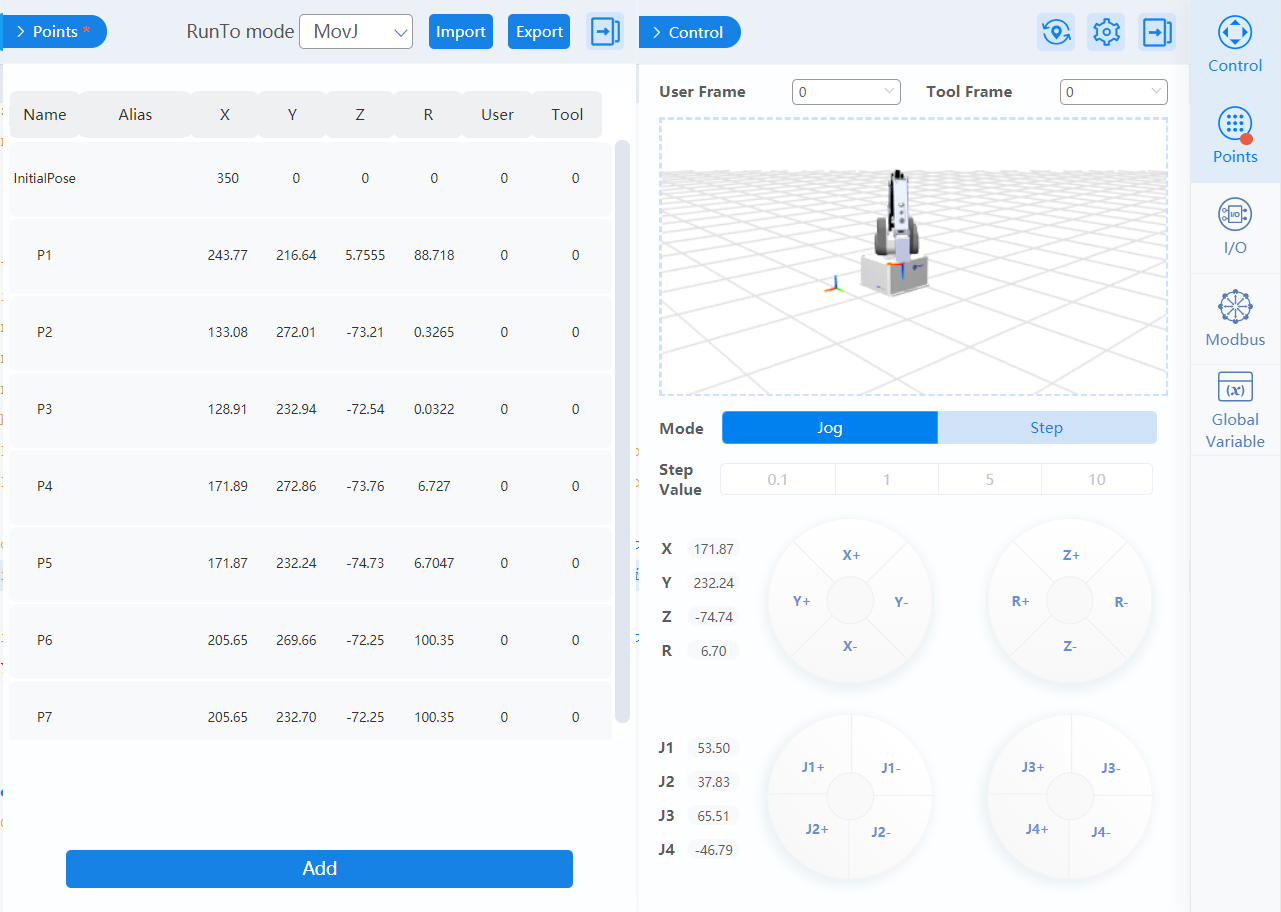 Points *
RunTo mode MovJ Import Export
Name Alias X Y Z R User Tool
InitialPose 350 0 0 0 0 0
P1 243.77 216.64 5.7555 88.718 0 0
P2 133.08 272.01 -73.21 0.3265 0 0
P3 128.91 232.94 -72.54 0.0322 0 0
P4 171.89 272.86 -73.76 6.727 0 0
P5 171.87 232.24 -74.73 6.7047 0 0
P6 205.65 269.66 -72.25 100.35 0 0
P7 205.65 232.70 -72.25 100.35 0 0
Add
Control
User Frame 0 Tool Frame 0
Mode Jog Step
Step
Value
0.1 1 5 10
X 171.87
Y 232.24
Z -74.74
R 6.70
X+
Y+ Y-
X-
Z+
R+ R-
Z-
J1 53.50
J2 37.83
J3 65.51
J4 -46.79
J1+ J1-
J2+ J2-
J3+ J3-
J4+ J4-
Control
Points
I/O
I/O
Modbus
(x)
Global
Variable